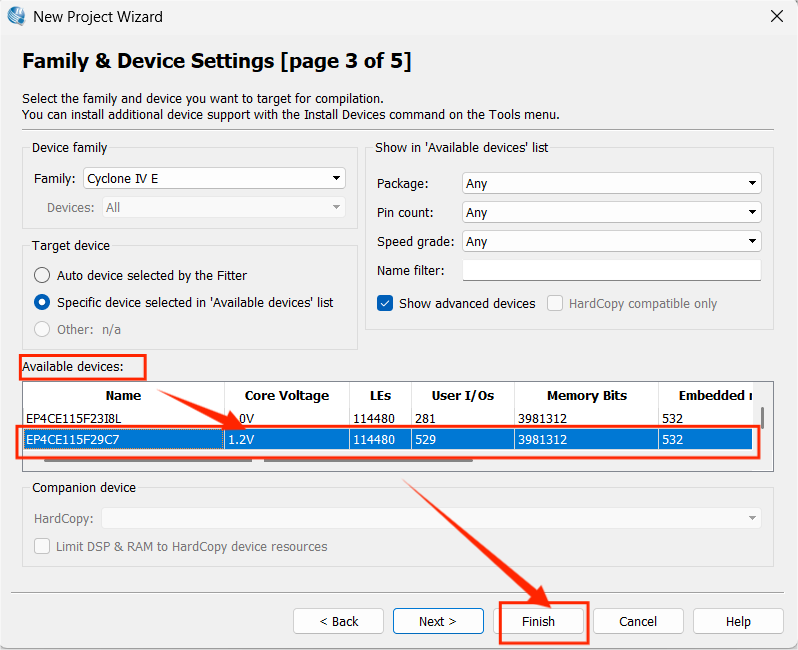 New Project Wizard
Family & Device Settings [page 3 of 5]
Select the family and device you want to target for compilation.
You can install additional device support with the Install Devices command on the Tools menu.
Device family
Family: Cyclone IV E
Devices: All
Target device
Auto device selected by the Fitter
Specific device selected in 'Available devices' list
Other: n/a
Show in 'Available devices' list
Package: Any
Pin count: Any
Speed grade: Any
Name filter:
Show advanced devices HardCopy compatible only
Available devices:
Name Core Voltage LEs User I/Os Memory Bits Embedded
EP4CE115F23I8L .0V 114480 281 3981312 532
EP4CE115F29C7 1.2V 114480 529 3981312 532
Companion device
HardCopy:
Limit DSP & RAM to HardCopy device resources
< Back Next > Finish Cancel Help